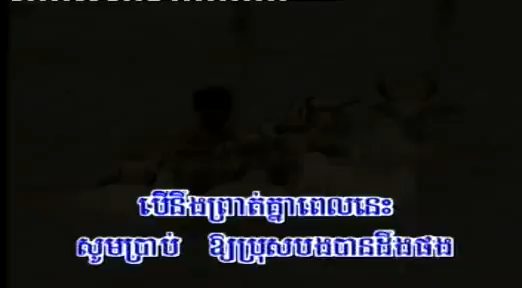 បើនឹងព្រាត់គ្នាពេលនេះ
សូមប្រាប់ ឱ្យប្រុសបងបានដឹងផង